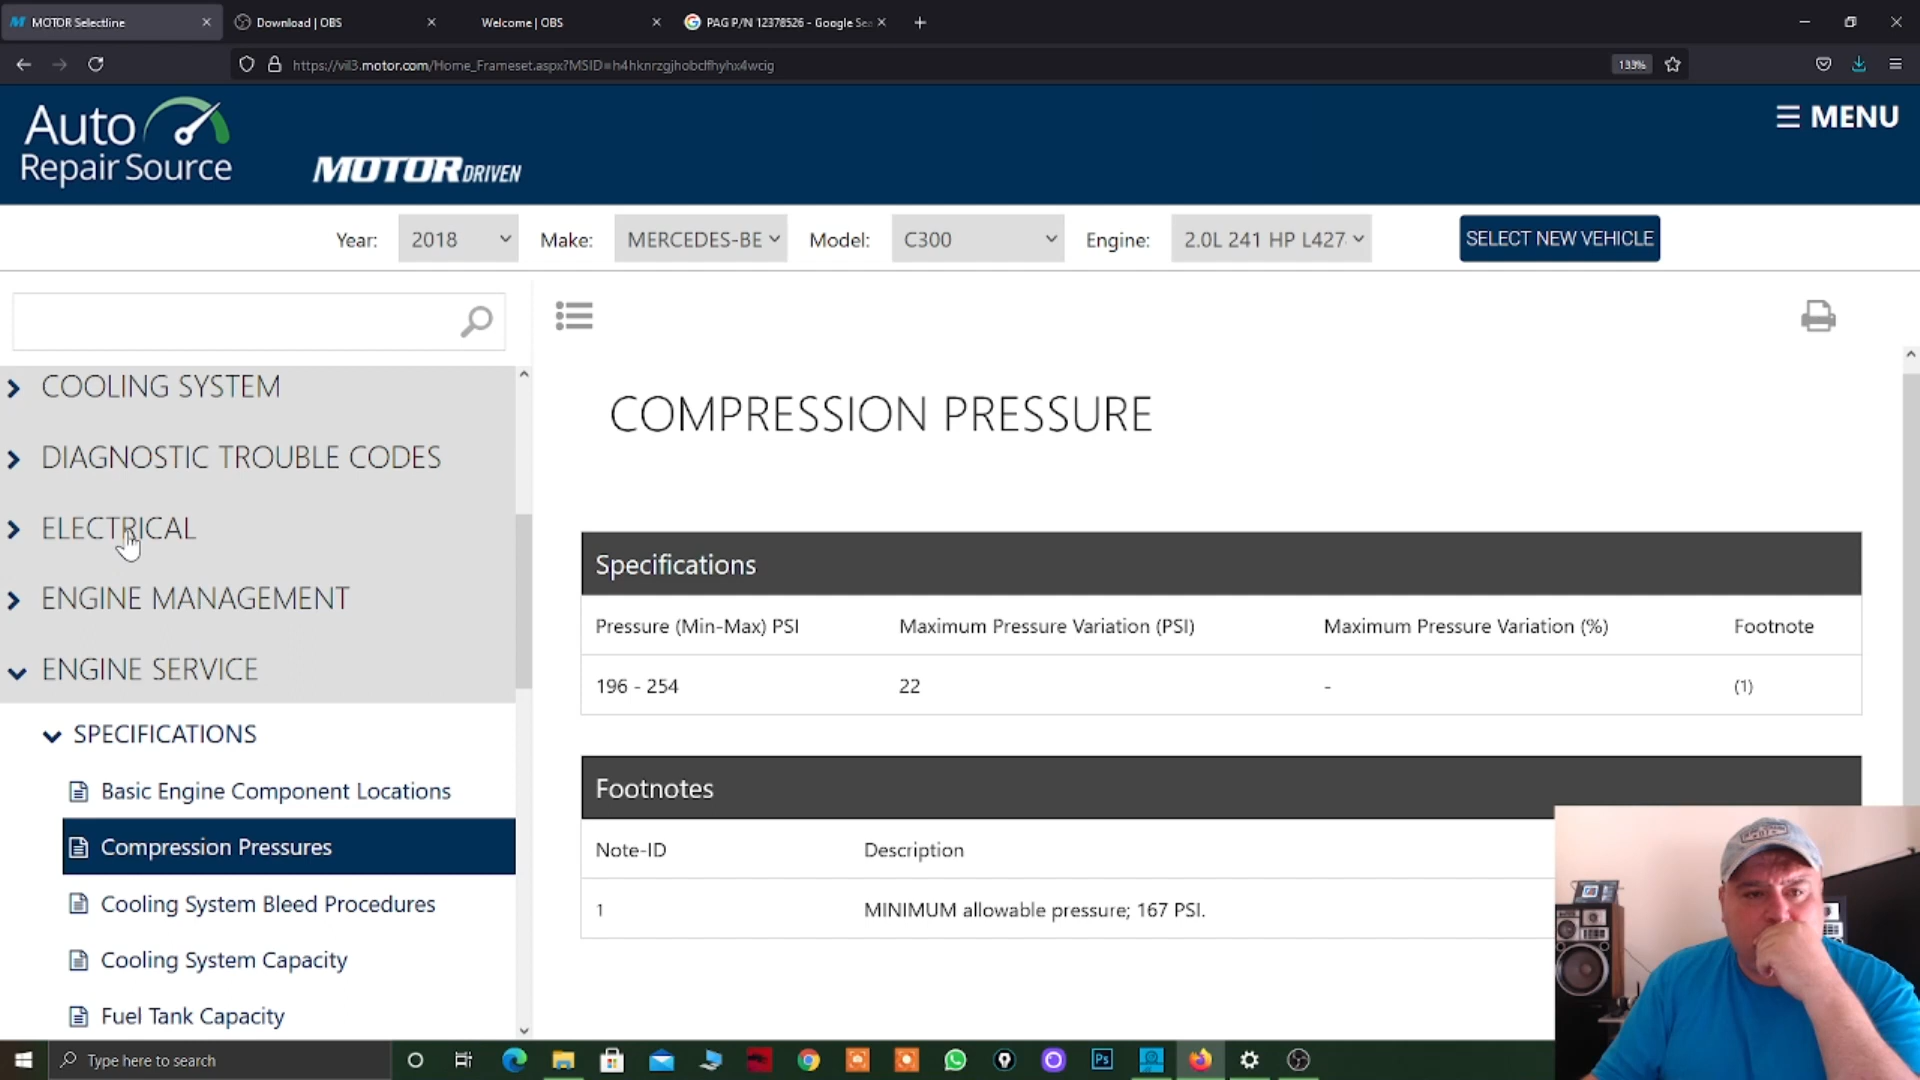 MOTOR Selectline
Download | OBS
Welcome | OBS
PAG P/N 12378526 - Google Sea
https://vil3.motor.com/Home_Frameset.aspx?MSID=h4hknrzgjhobclfhyhx4wcig
133%
Auto
Repair Source
MOTOR DRIVEN
MENU
Year: 2018 Make: MERCEDES-BE Model: C300 Engine: 2.0L 241 HP L427
SELECT NEW VEHICLE
COOLING SYSTEM
DIAGNOSTIC TROUBLE CODES
ELECTRICAL
ENGINE MANAGEMENT
ENGINE SERVICE
SPECIFICATIONS
Basic Engine Component Locations
Compression Pressures
Cooling System Bleed Procedures
Cooling System Capacity
Fuel Tank Capacity
COMPRESSION PRESSURE
Specifications
Pressure (Min-Max) PSI Maximum Pressure Variation (PSI) Maximum Pressure Variation (%) Footnote
196 - 254 22 - (1)
Footnotes
Note-ID Description
1 MINIMUM allowable pressure; 167 PSI.
Type here to search
Ps